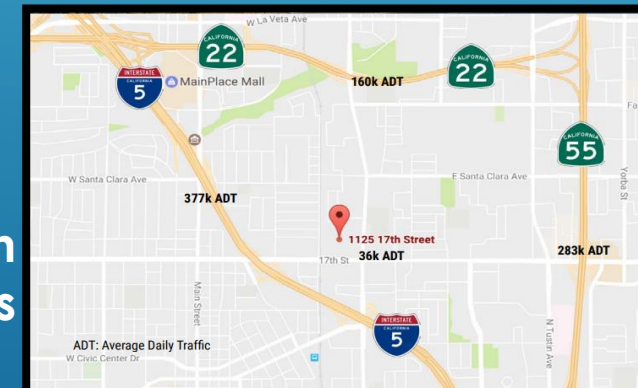 W La Veta Ave
CALIFORNIA
22
CALIFORNIA
22
INTERSTATE
CALIFORNIA
5
MainPlace Mall
160k ADT
CALIFORNIA
55
Yorba St
W Santa Clara Ave
E Santa Clara Ave
377k ADT
1125 17th Street
17th St
36k ADT
283k ADT
Main Street
INTERSTATE
CALIFORNIA
5
N Tustin Ave
ADT: Average Daily Traffic
W Civic Center Dr
n
s